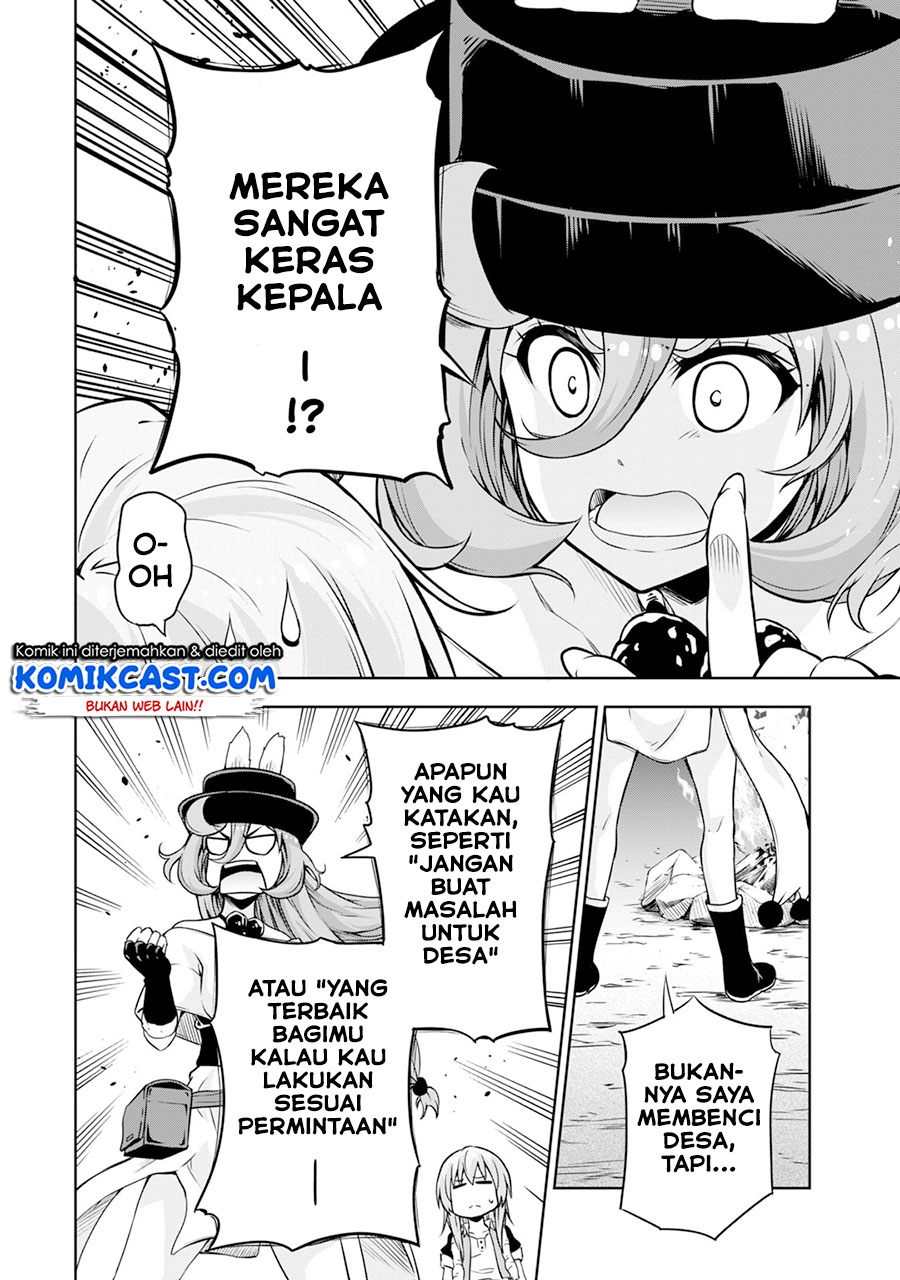 MEREKA
SANGAT
KERAS
KEPALA
—
!?
O-
OH
Komik ini diterjemahkan & diedit oleh
KOMIKCAST.COM
BUKAN WEB LAIN!!
BUKAN-
NYA SAYA
MEMBENCI
DESA,
TAPI...
APAPUN
YANG KAU
KATAKAN,
SEPERTI
"JANGAN
BUAT
MASALAH
UNTUK
DESA"
ATAU "YANG
TERBAIK
BAGIMU
KALAU KAU
LAKUKAN
SESUAI
PERMINTAAN"
—